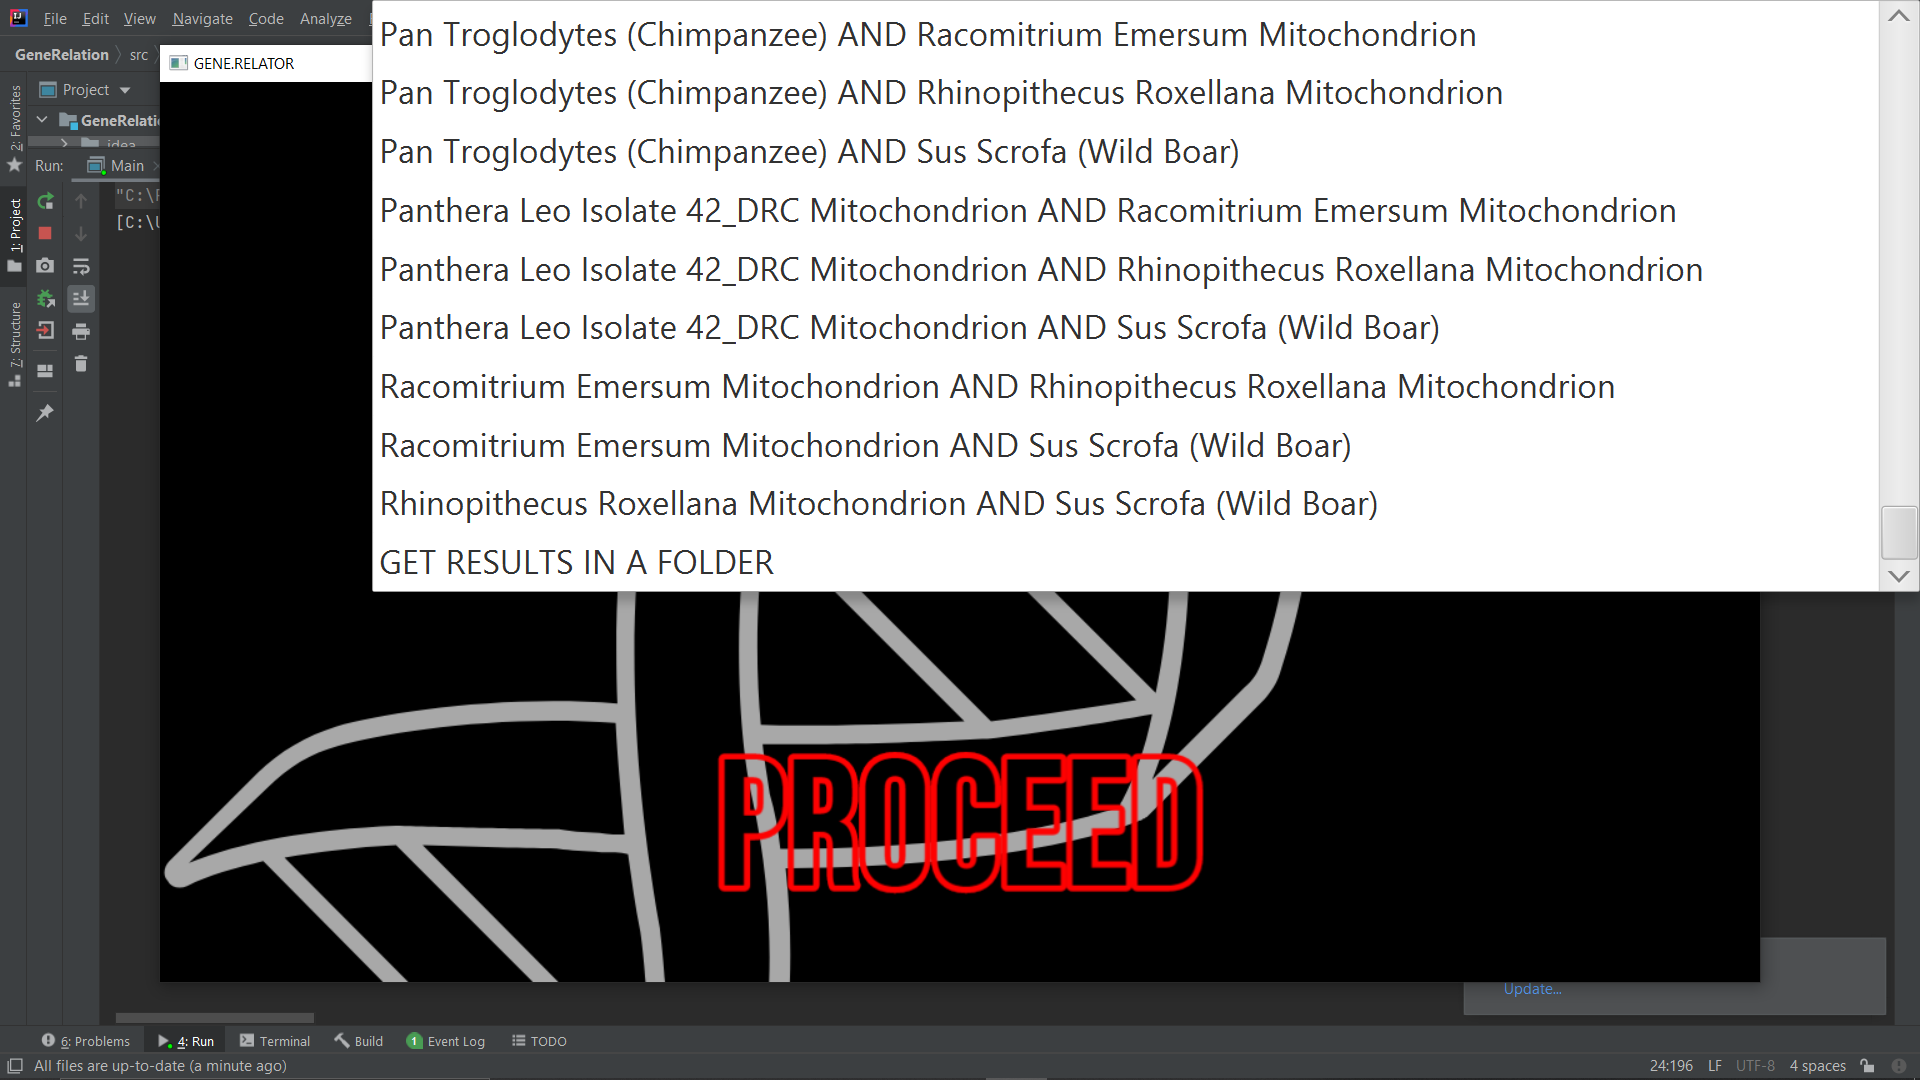 File Edit View Navigate Code Analyze
GeneRelation src
GENE.RELATOR
Project
GeneRelati
idea
Run: Main
"C:\
[C:\
2: Favorites
1: Project
7: Structure
Pan Troglodytes (Chimpanzee) AND Racomitrium Emersum Mitochondrion
Pan Troglodytes (Chimpanzee) AND Rhinopithecus Roxellana Mitochondrion
Pan Troglodytes (Chimpanzee) AND Sus Scrofa (Wild Boar)
Panthera Leo Isolate 42_DRC Mitochondrion AND Racomitrium Emersum Mitochondrion
Panthera Leo Isolate 42_DRC Mitochondrion AND Rhinopithecus Roxellana Mitochondrion
Panthera Leo Isolate 42_DRC Mitochondrion AND Sus Scrofa (Wild Boar)
Racomitrium Emersum Mitochondrion AND Rhinopithecus Roxellana Mitochondrion
Racomitrium Emersum Mitochondrion AND Sus Scrofa (Wild Boar)
Rhinopithecus Roxellana Mitochondrion AND Sus Scrofa (Wild Boar)
GET RESULTS IN A FOLDER
PROCEED
Update...
6: Problems 4: Run Terminal Build 1 Event Log TODO
All files are up-to-date (a minute ago) 24:196 LF UTF-8 4 spaces